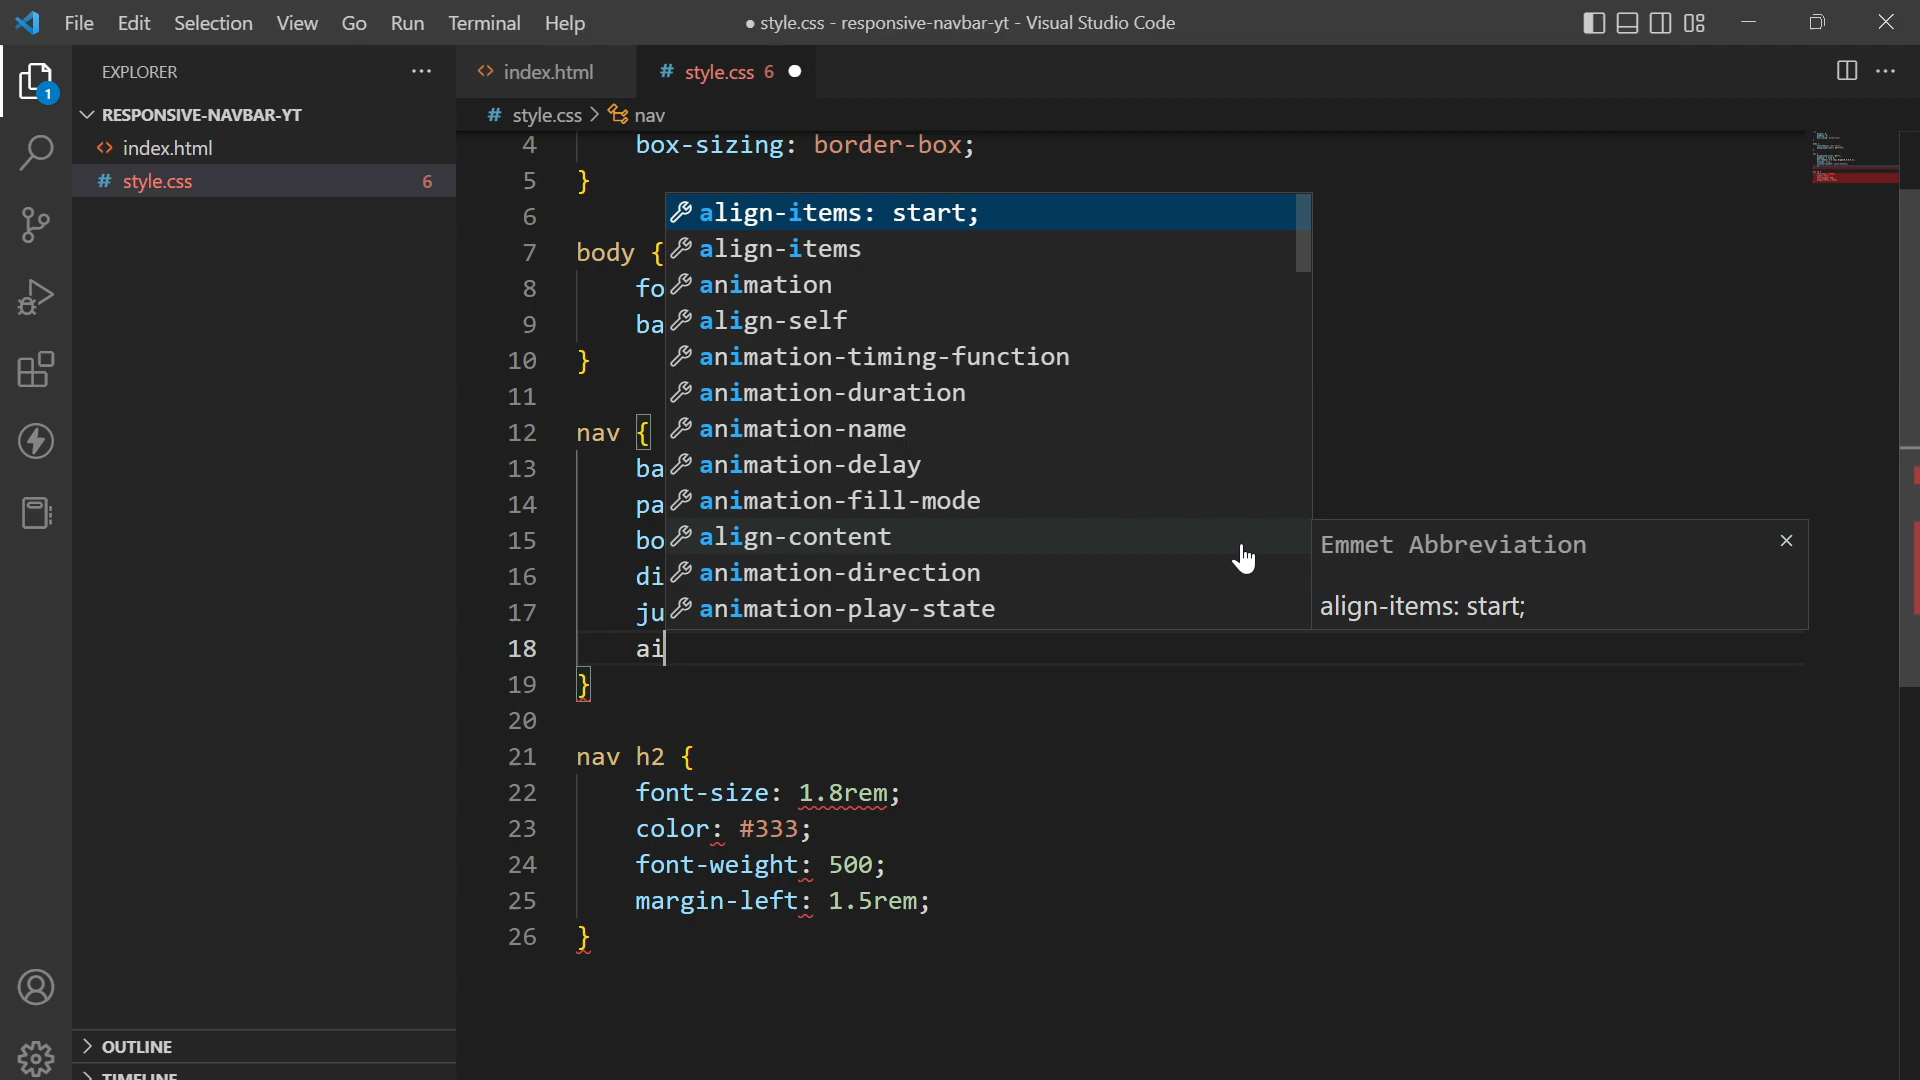 File Edit Selection View Go Run Terminal Help ● style.css - responsive-navbar-yt - Visual Studio Code
EXPLORER ...
1
RESPONSIVE-NAVBAR-YT
<> index.html
# style.css 6
OUTLINE
TIMELINE
<> index.html # style.css 6 ●
# style.css > nav
4 box-sizing: border-box;
5 }
6
7 body {
8 fo
9 ba
10 }
11
12 nav {
13 ba
14 pa
15 bo
16 di
17 ju
18 ai
19 }
20
21 nav h2 {
22 font-size: 1.8rem;
23 color: #333;
24 font-weight: 500;
25 margin-left: 1.5rem;
26 }
align-items: start;
align-items
animation
align-self
animation-timing-function
animation-duration
animation-name
animation-delay
animation-fill-mode
align-content
animation-direction
animation-play-state
Emmet Abbreviation
align-items: start;